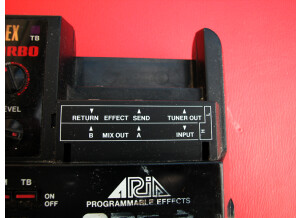 EX
TB
RBO
EVEL
RETURN EFFECT SEND TUNER OUT
B MIX OUT A INPUT
M TB
ON
OFF
ARIA
PROGRAMMABLE EFFECTS